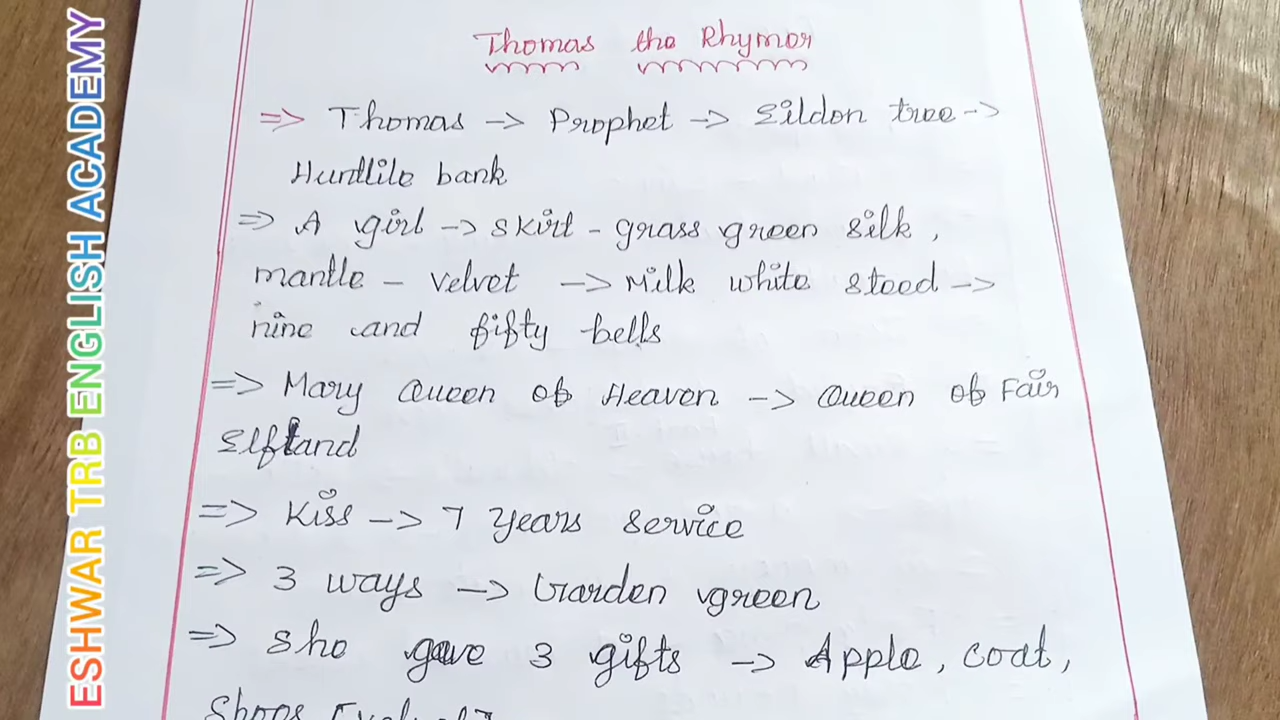 ESHWAR TRB ENGLISH ACADEMY
Thomas the Rhymer
=> Thomas -> Prophet -> Eildon tree ->
Huntlile bank
=> A girl -> skirt - grass green silk,
mantle - velvet -> Milk white steed ->
nine and fifty bells
=> Mary Queen of Heaven -> Queen of Fair
Elfland
=> Kiss -> 7 years service
=> 3 ways -> Garden green
=> She gave 3 gifts -> Apple, coat,
Shoes